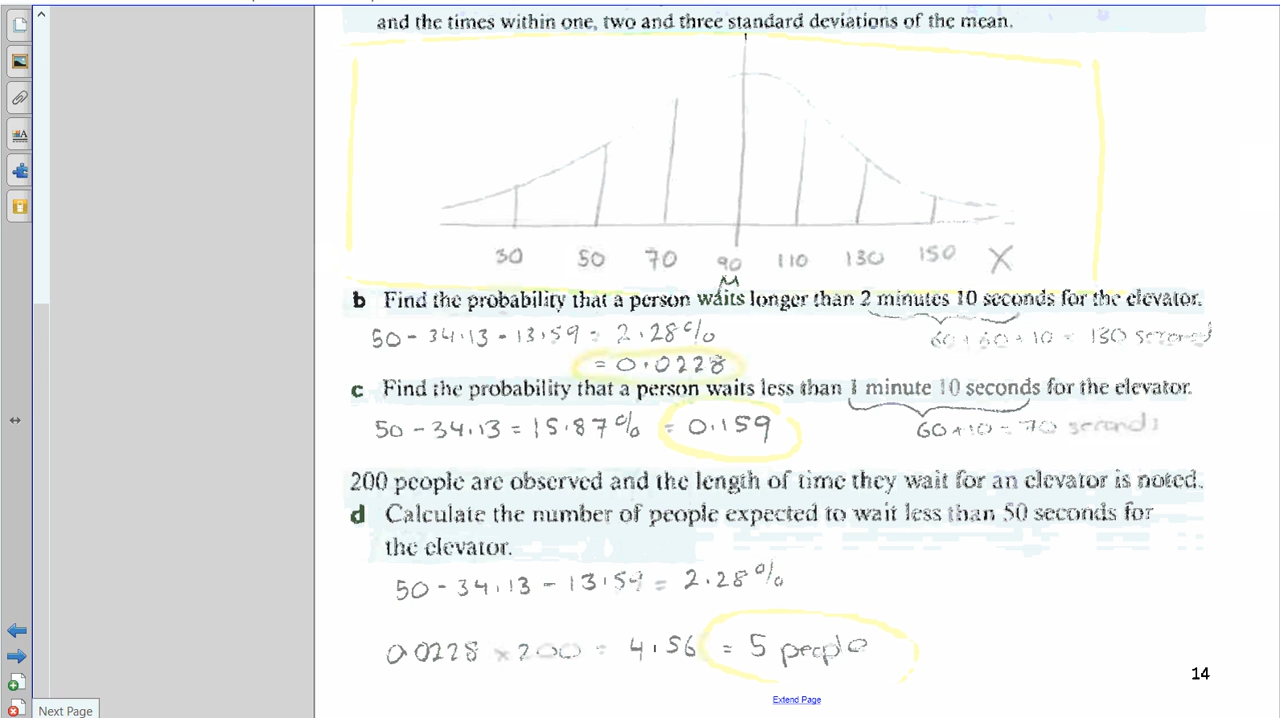 and the times within one, two and three standard deviations of the mean.
30 50 70 90 110 130 150 X
μ
b Find the probability that a person waits longer than 2 minutes 10 seconds for the elevator.
50 - 34.13 - 13.59 = 2.28%
60 + 60 + 10 = 130 seconds
= 0.0228
c Find the probability that a person waits less than 1 minute 10 seconds for the elevator.
50 - 34.13 = 15.87% = 0.159
60+10 = 70 seconds
200 people are observed and the length of time they wait for an elevator is noted.
d Calculate the number of people expected to wait less than 50 seconds for
the elevator.
50 - 34.13 - 13.59 = 2.28%
0.0228 × 200 = 4.56 = 5 people
14
Extend Page
Next Page